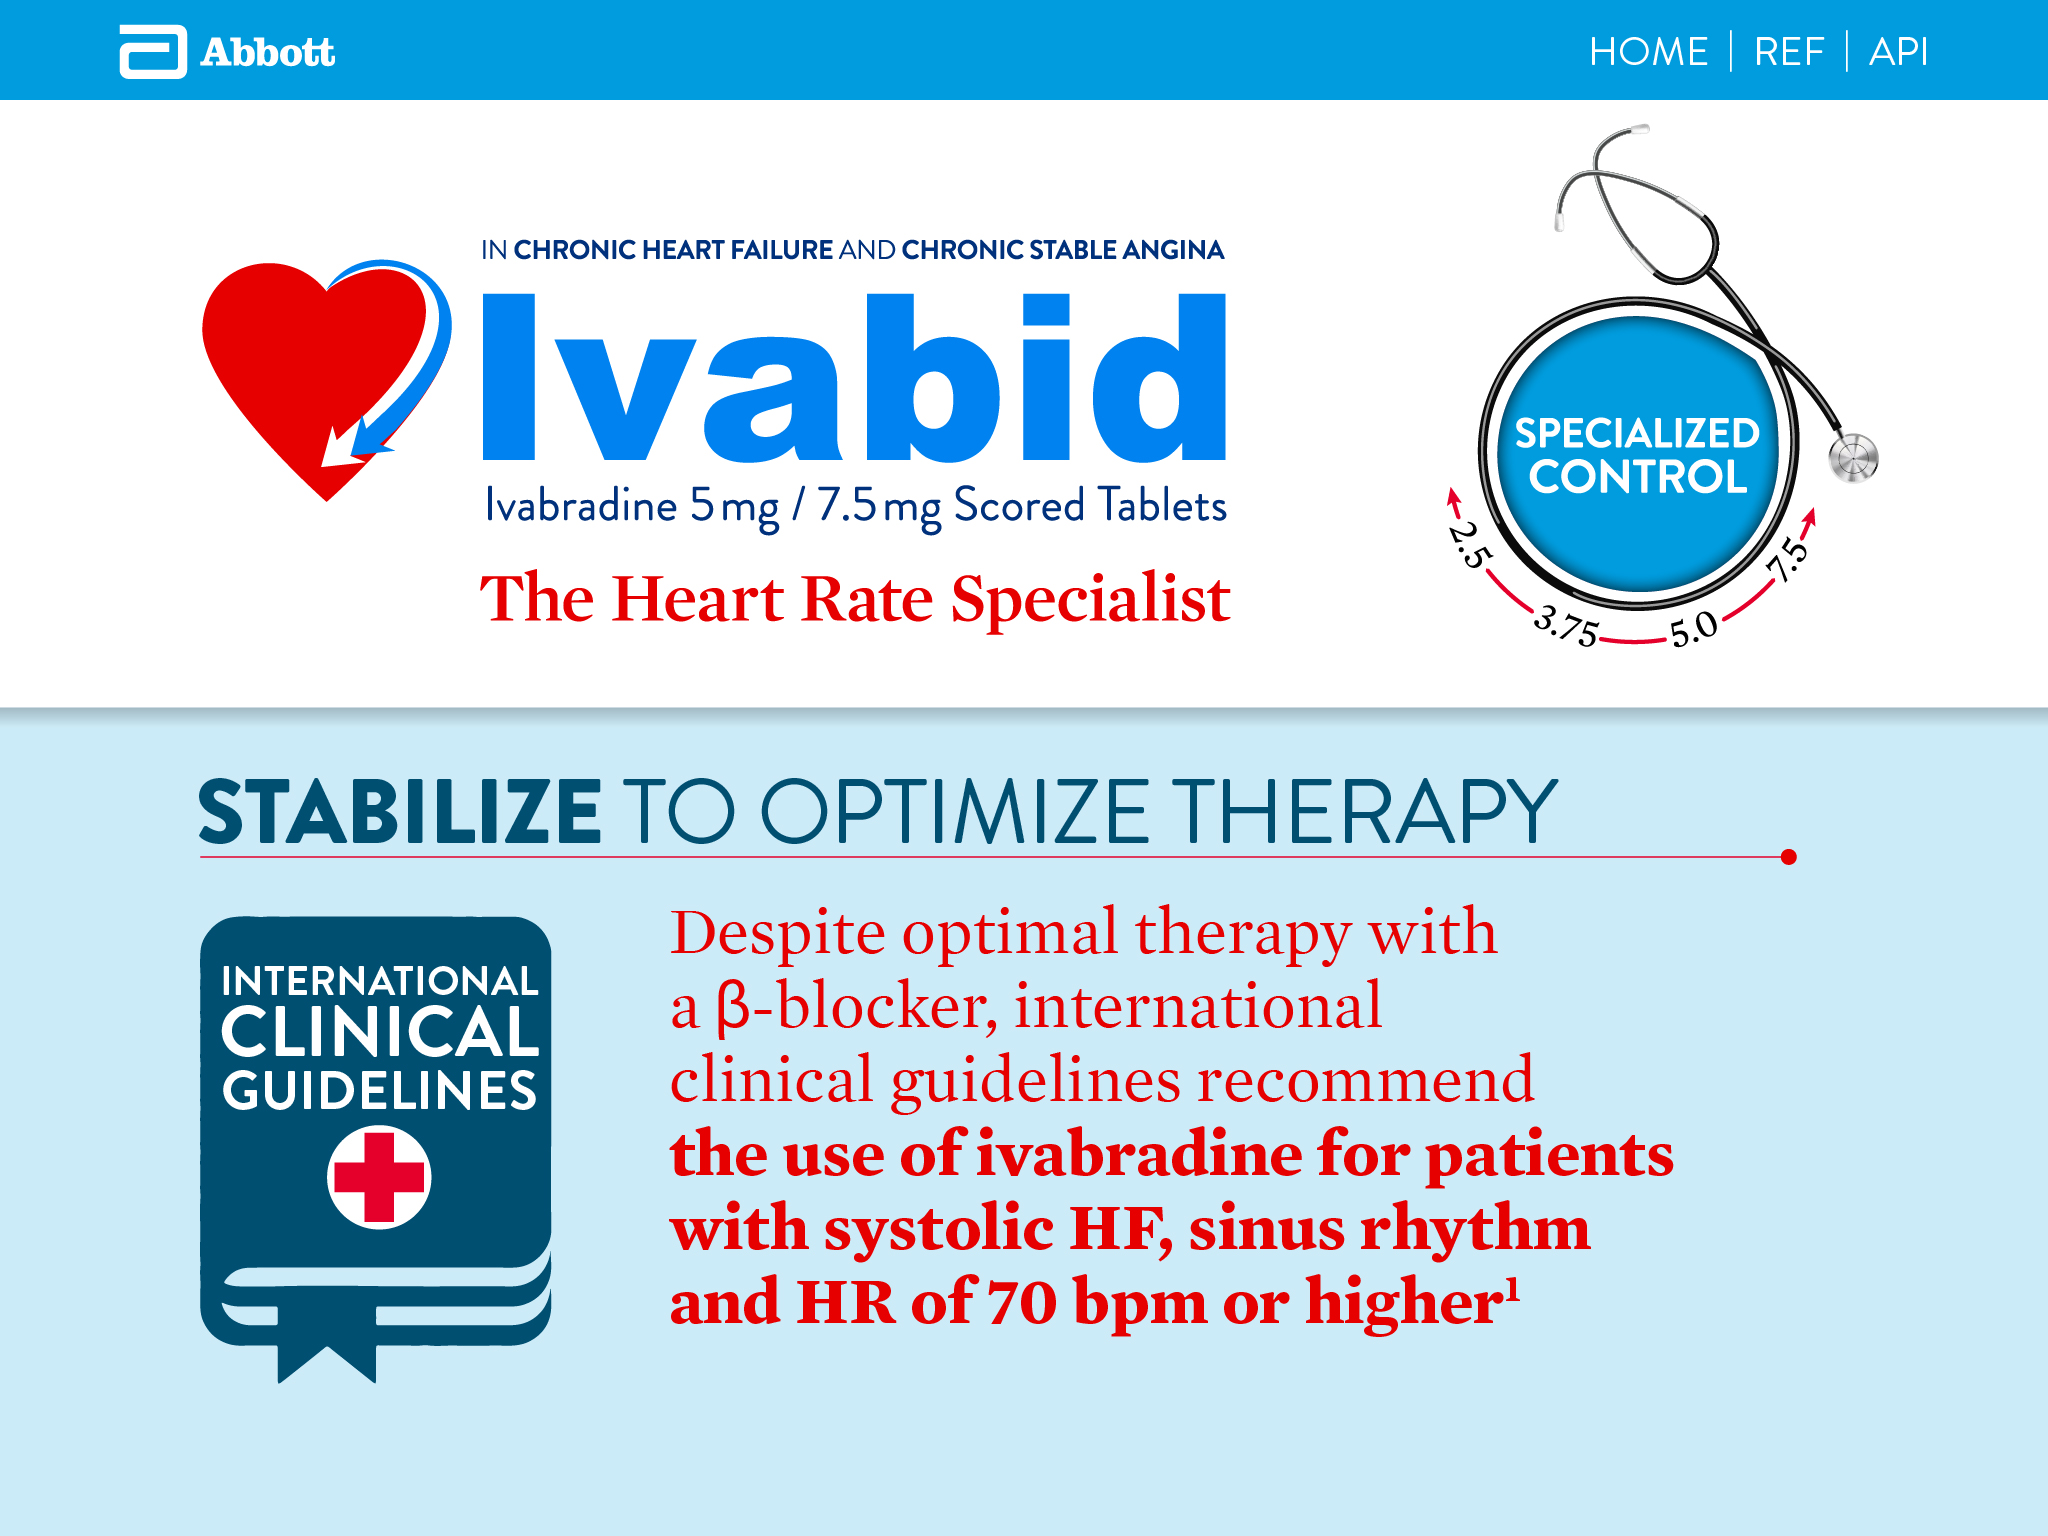 Abbott
HOME | REF | API
IN CHRONIC HEART FAILURE AND CHRONIC STABLE ANGINA
Ivabid
Ivabradine 5 mg / 7.5 mg Scored Tablets
The Heart Rate Specialist
SPECIALIZED
CONTROL
2.5
3.75
5.0
7.5
STABILIZE TO OPTIMIZE THERAPY
INTERNATIONAL
CLINICAL
GUIDELINES
Despite optimal therapy with
a β-blocker, international
clinical guidelines recommend
the use of ivabradine for patients
with systolic HF, sinus rhythm
and HR of 70 bpm or higher¹